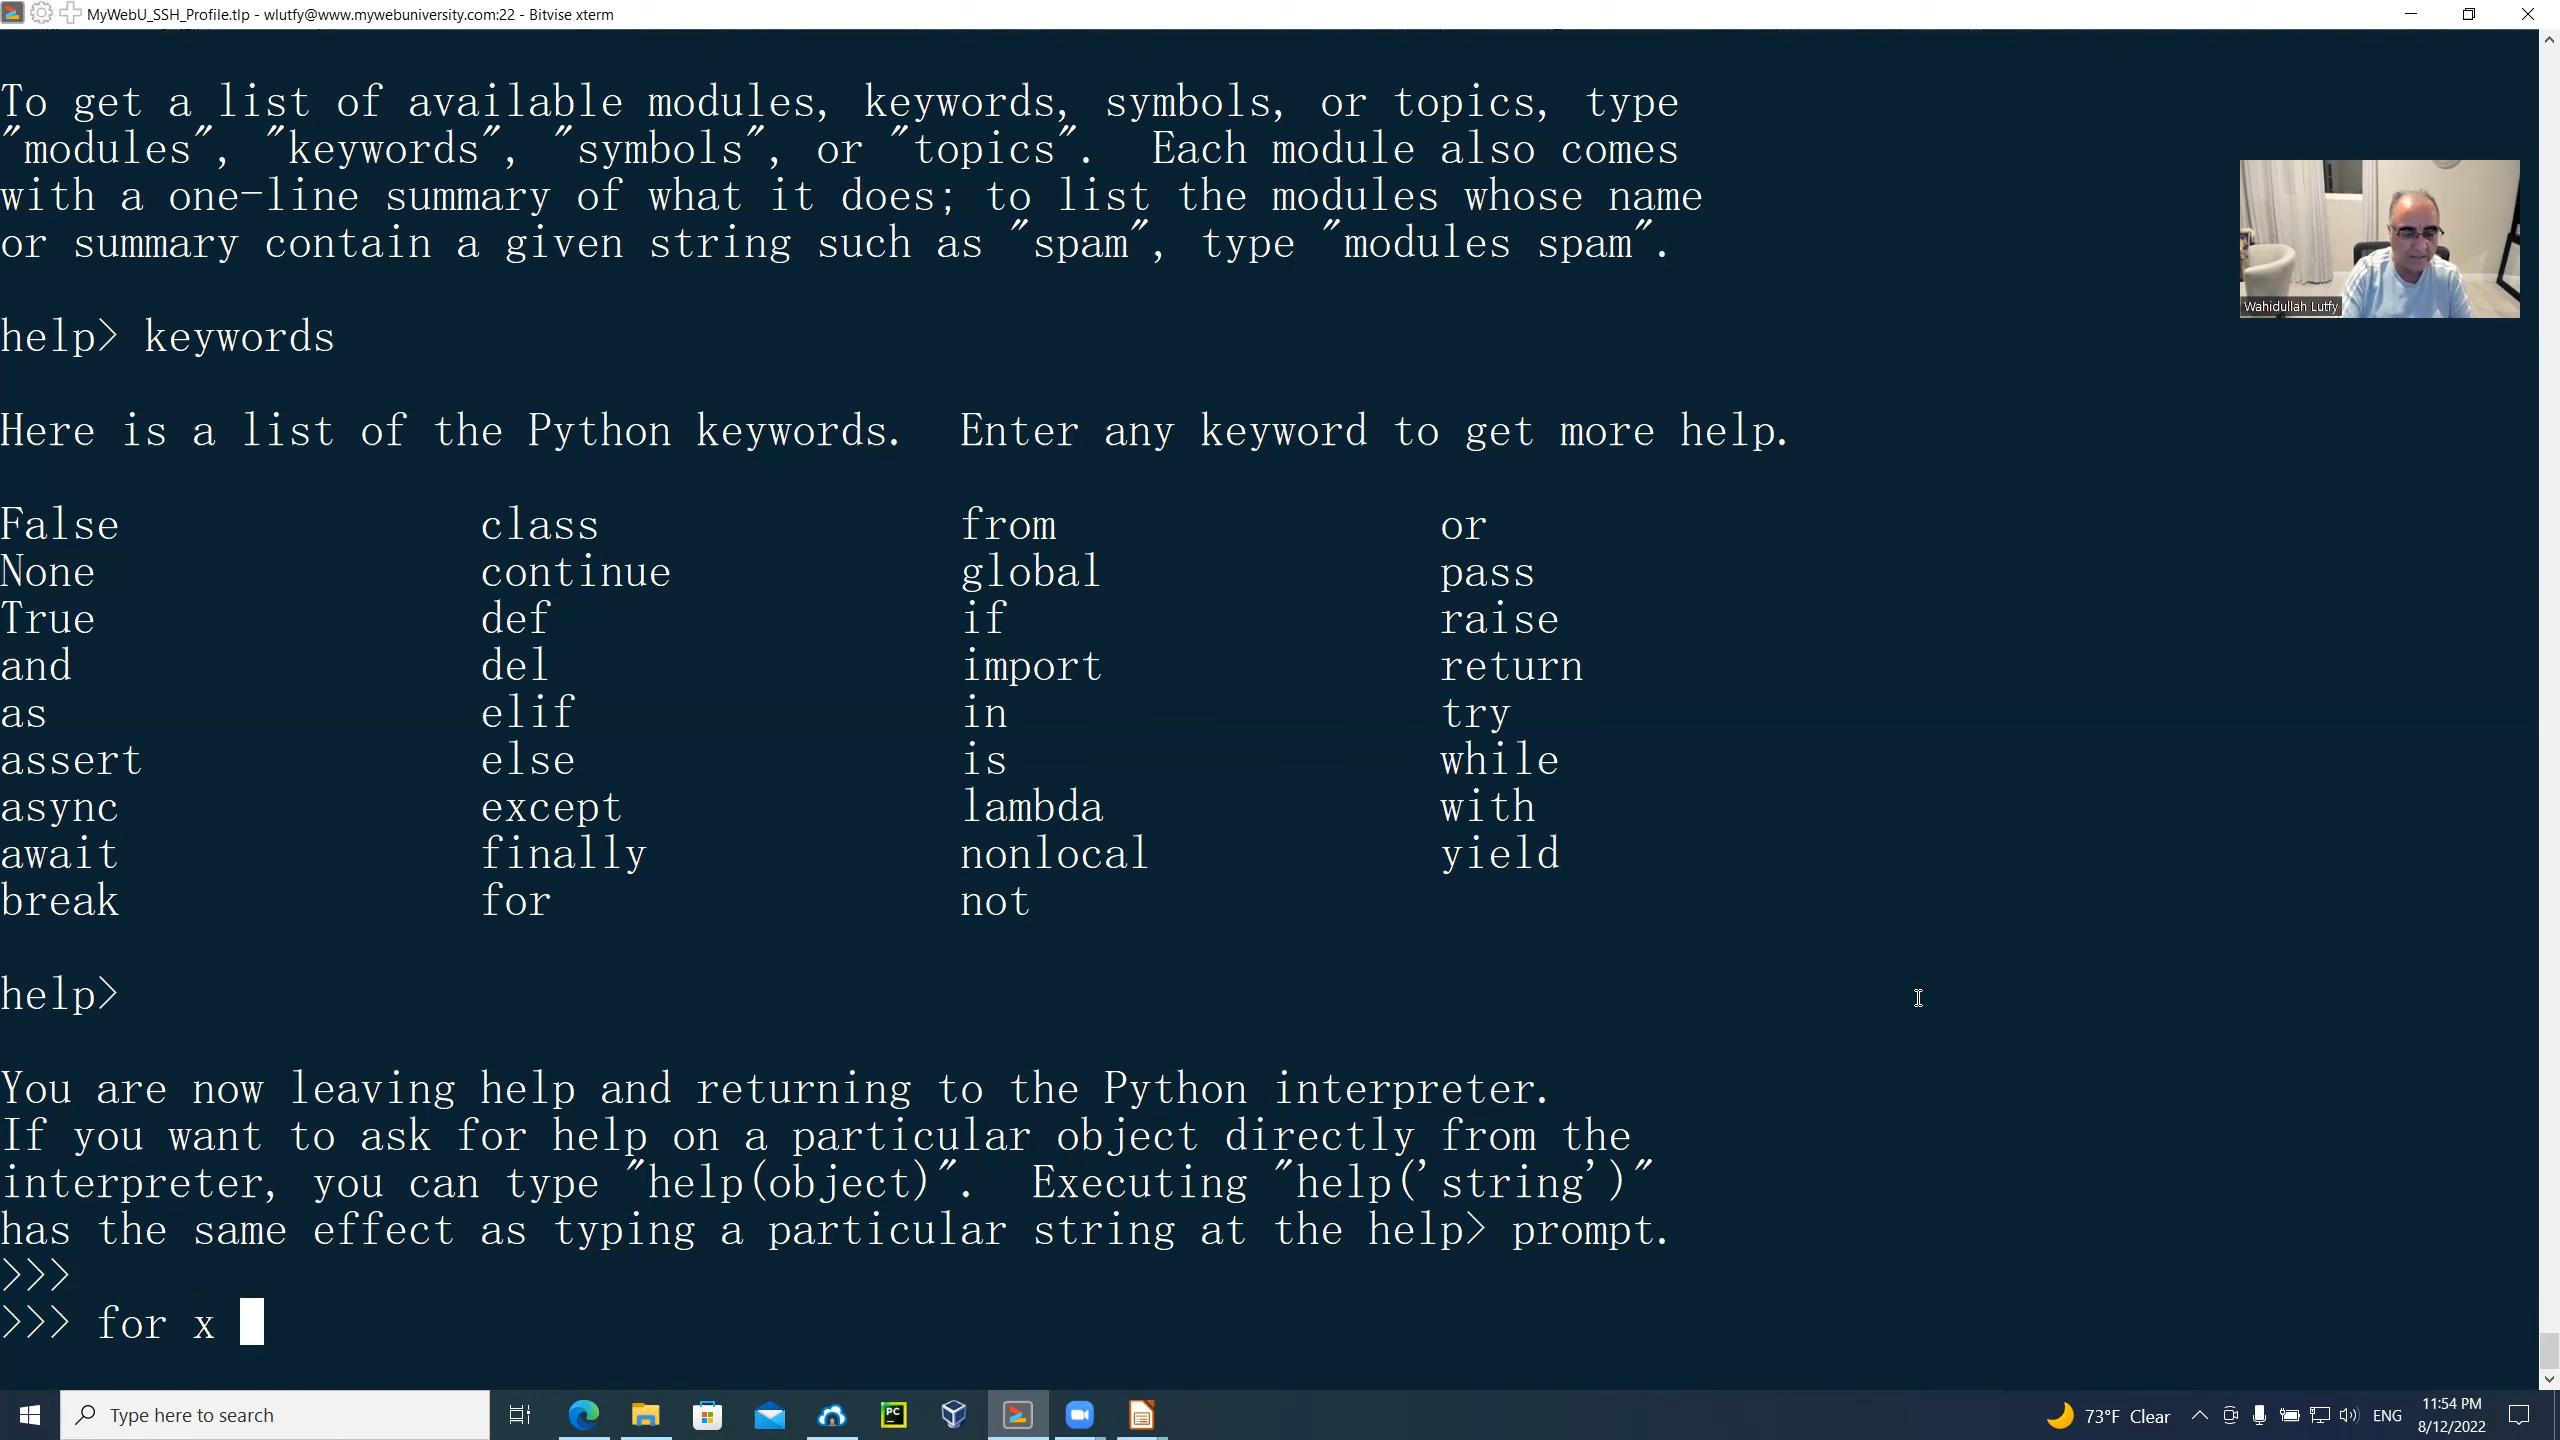 MyWebU_SSH_Profile.tlp - wlutfy@www.mywebuniversity.com:22 - Bitvise xterm
To get a list of available modules, keywords, symbols, or topics, type
"modules", "keywords", "symbols", or "topics".  Each module also comes
with a one-line summary of what it does; to list the modules whose name
or summary contain a given string such as "spam", type "modules spam".
Wahidullah Lutfy
help> keywords
Here is a list of the Python keywords.  Enter any keyword to get more help.
False class from or
None continue global pass
True def if raise
and del import return
as elif in try
assert else is while
async except lambda with
await finally nonlocal yield
break for not
help>
You are now leaving help and returning to the Python interpreter.
If you want to ask for help on a particular object directly from the
interpreter, you can type "help(object)".  Executing "help('string')"
has the same effect as typing a particular string at the help> prompt.
>>>
>>> for x
Type here to search
PC
73°F Clear
ENG
11:54 PM
8/12/2022